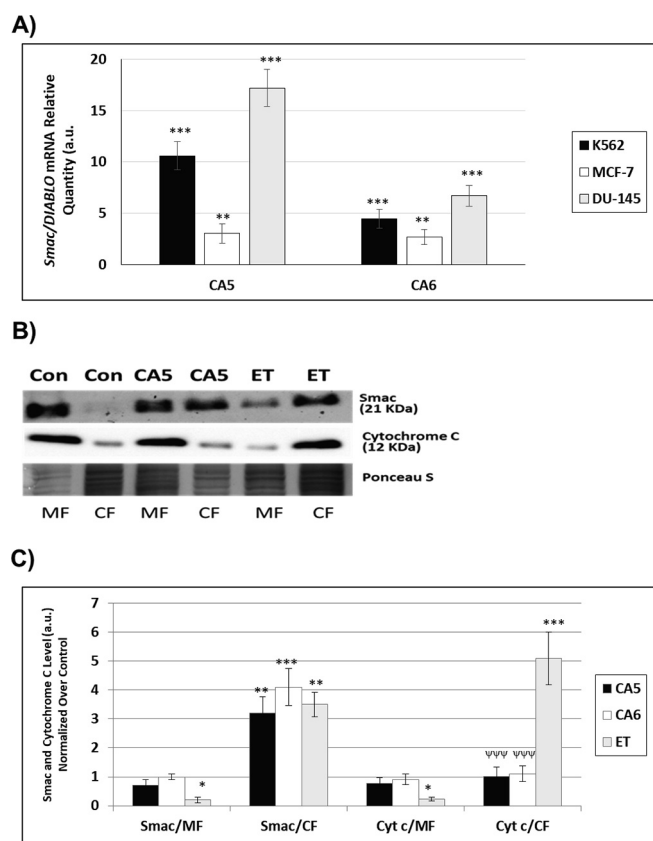 A)
Smac/DIABLO mRNA Relative
Quantity (a.u.
20
15
10
5
0
***
**
***
***
**
***
CA5
CA6
K562
MCF-7
DU-145
B)
Con Con CA5 CA5 ET ET
Smac
(21 KDa)
Cytochrome C
(12 KDa)
Ponceau S
MF CF MF CF MF CF
C)
Smac and Cytochrome C Level (a.u.)
Normalized Over Control
7
6
5
4
3
2
1
0
*
**
***
**
*
ψψψ ψψψ
***
Smac/MF
Smac/CF
Cyt c/MF
Cyt c/CF
CA5
CA6
ET